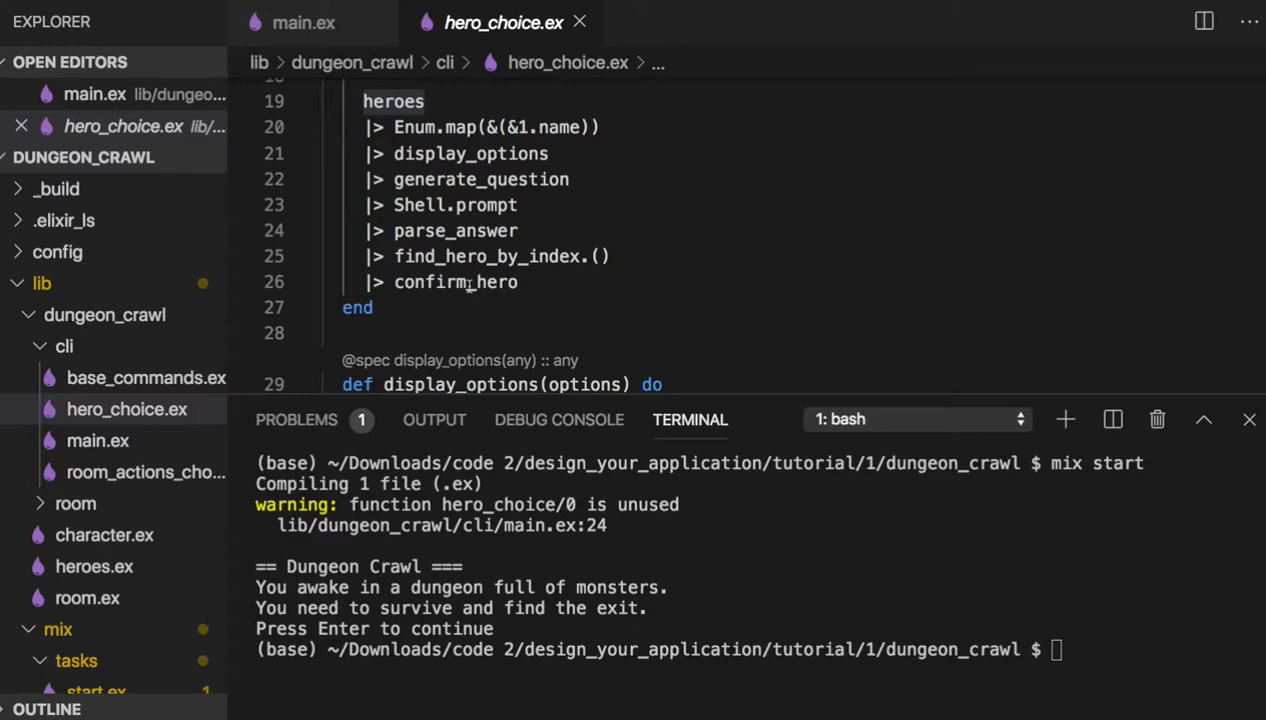 EXPLORER
OPEN EDITORS
main.ex lib/dungeo...
hero_choice.ex lib/...
DUNGEON_CRAWL
_build
.elixir_ls
config
lib
dungeon_crawl
cli
base_commands.ex
hero_choice.ex
main.ex
room_actions_cho...
room
character.ex
heroes.ex
room.ex
mix
tasks
start.ex 1
OUTLINE
main.ex
hero_choice.ex
lib > dungeon_crawl > cli > hero_choice.ex > ...
18
19 heroes
20 |> Enum.map(&(&1.name))
21 |> display_options
22 |> generate_question
23 |> Shell.prompt
24 |> parse_answer
25 |> find_hero_by_index.()
26 |> confirm_hero
27 end
28
@spec display_options(any) :: any
29 def display_options(options) do
PROBLEMS 1 OUTPUT DEBUG CONSOLE TERMINAL 1: bash
(base) ~/Downloads/code 2/design_your_application/tutorial/1/dungeon_crawl $ mix start
Compiling 1 file (.ex)
warning: function hero_choice/0 is unused
lib/dungeon_crawl/cli/main.ex:24
== Dungeon Crawl ===
You awake in a dungeon full of monsters.
You need to survive and find the exit.
Press Enter to continue
(base) ~/Downloads/code 2/design_your_application/tutorial/1/dungeon_crawl $